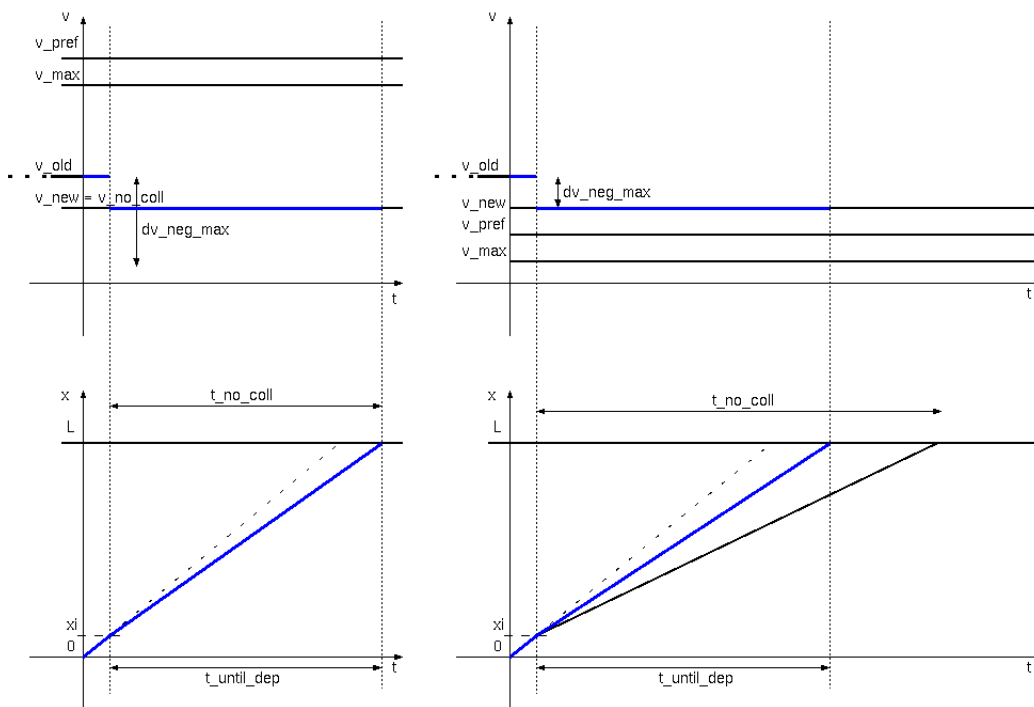 v
v_pref
v_max
v_old
v_new = v_no_coll
dv_neg_max
t
x
t_no_coll
L
xi
0
t
t_until_dep
v
v_old
dv_neg_max
v_new
v_pref
v_max
t
x
t_no_coll
L
xi
0
t
t_until_dep